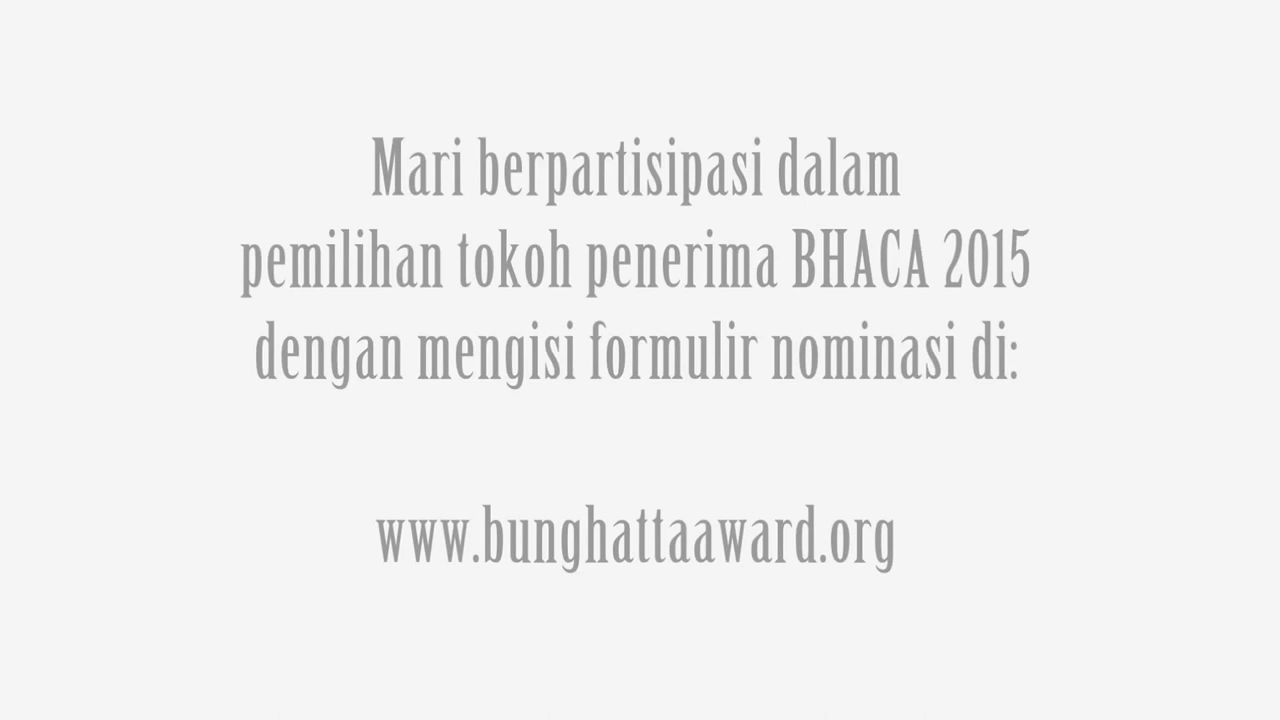 Mari berpartisipasi dalam
pemilihan tokoh penerima BHACA 2015
dengan mengisi formulir nominasi di:
www.bunghattaaward.org